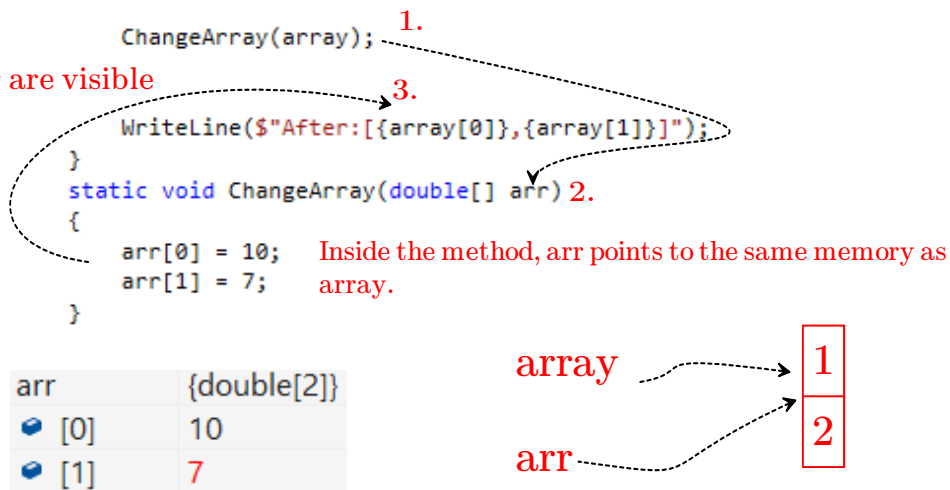 1.
ChangeArray(array);
are visible
3.
WriteLine($"After:[{array[0]},{array[1]}]");
}
static void ChangeArray(double[] arr) 2.
{
arr[0] = 10;
arr[1] = 7;
Inside the method, arr points to the same memory as
array.
}
array
1
2
arr
arr {double[2]}
[0] 10
[1] 7